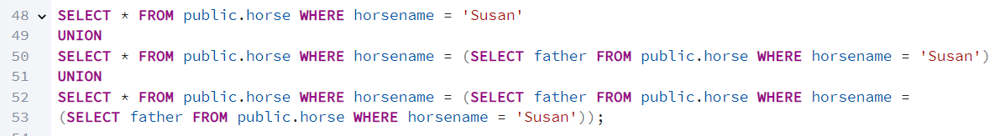 48 SELECT * FROM public.horse WHERE horsename = 'Susan'
49 UNION
50 SELECT * FROM public.horse WHERE horsename = (SELECT father FROM public.horse WHERE horsename = 'Susan')
51 UNION
52 SELECT * FROM public.horse WHERE horsename = (SELECT father FROM public.horse WHERE horsename =
53 (SELECT father FROM public.horse WHERE horsename = 'Susan'));